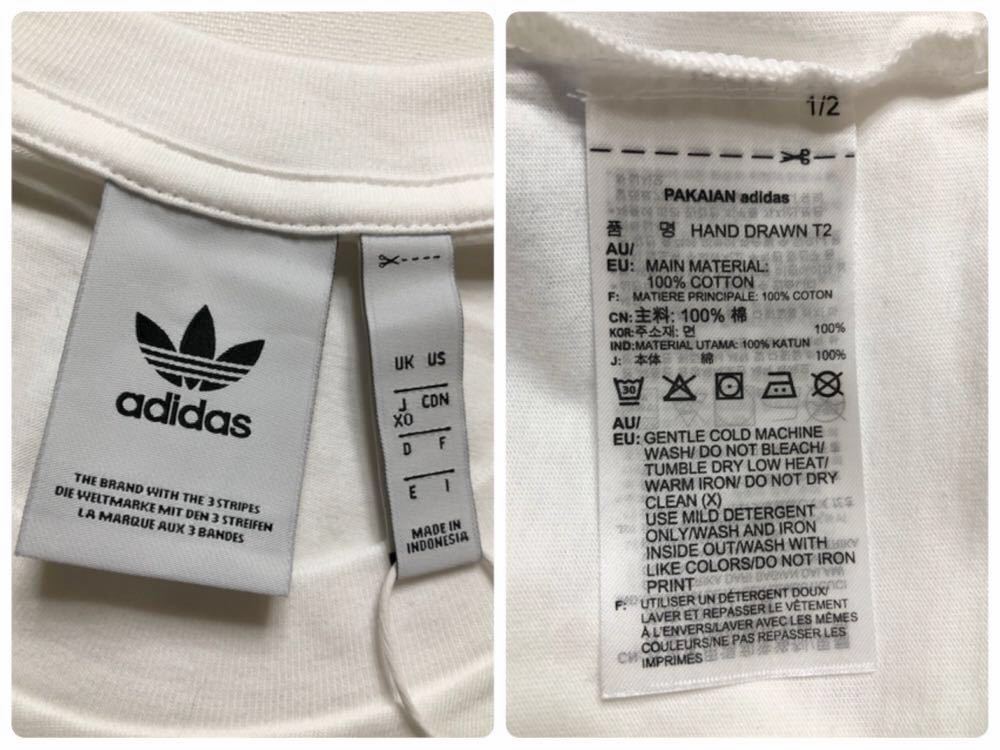 adidas
THE BRAND WITH THE 3 STRIPES
DIE WELTMARKE MIT DEN 3 STREIFEN
LA MARQUE AUX 3 BANDES
UK US
J CDN
XO
D F
E I
MADE IN
INDONESIA
1/2
PAKAIAN adidas
품 명 HAND DRAWN T2
AU/
EU: MAIN MATERIAL:
100% COTTON
F: MATIERE PRINCIPALE: 100% COTON
CN: 主料: 100% 棉
KOR: 주소재: 면 100%
IND: MATERIAL UTAMA: 100% KATUN
J: 本体 綿 100%
30
AU/
EU: GENTLE COLD MACHINE
WASH/ DO NOT BLEACH/
TUMBLE DRY LOW HEAT/
WARM IRON/ DO NOT DRY
CLEAN (X)
USE MILD DETERGENT
ONLY/WASH AND IRON
INSIDE OUT/WASH WITH
LIKE COLORS/DO NOT IRON
PRINT
F: UTILISER UN DÉTERGENT DOUX/
LAVER ET REPASSER LE VÊTEMENT
À L'ENVERS/LAVER AVEC LES MÊMES
COULEURS/NE PAS REPASSER LES
IMPRIMÉS